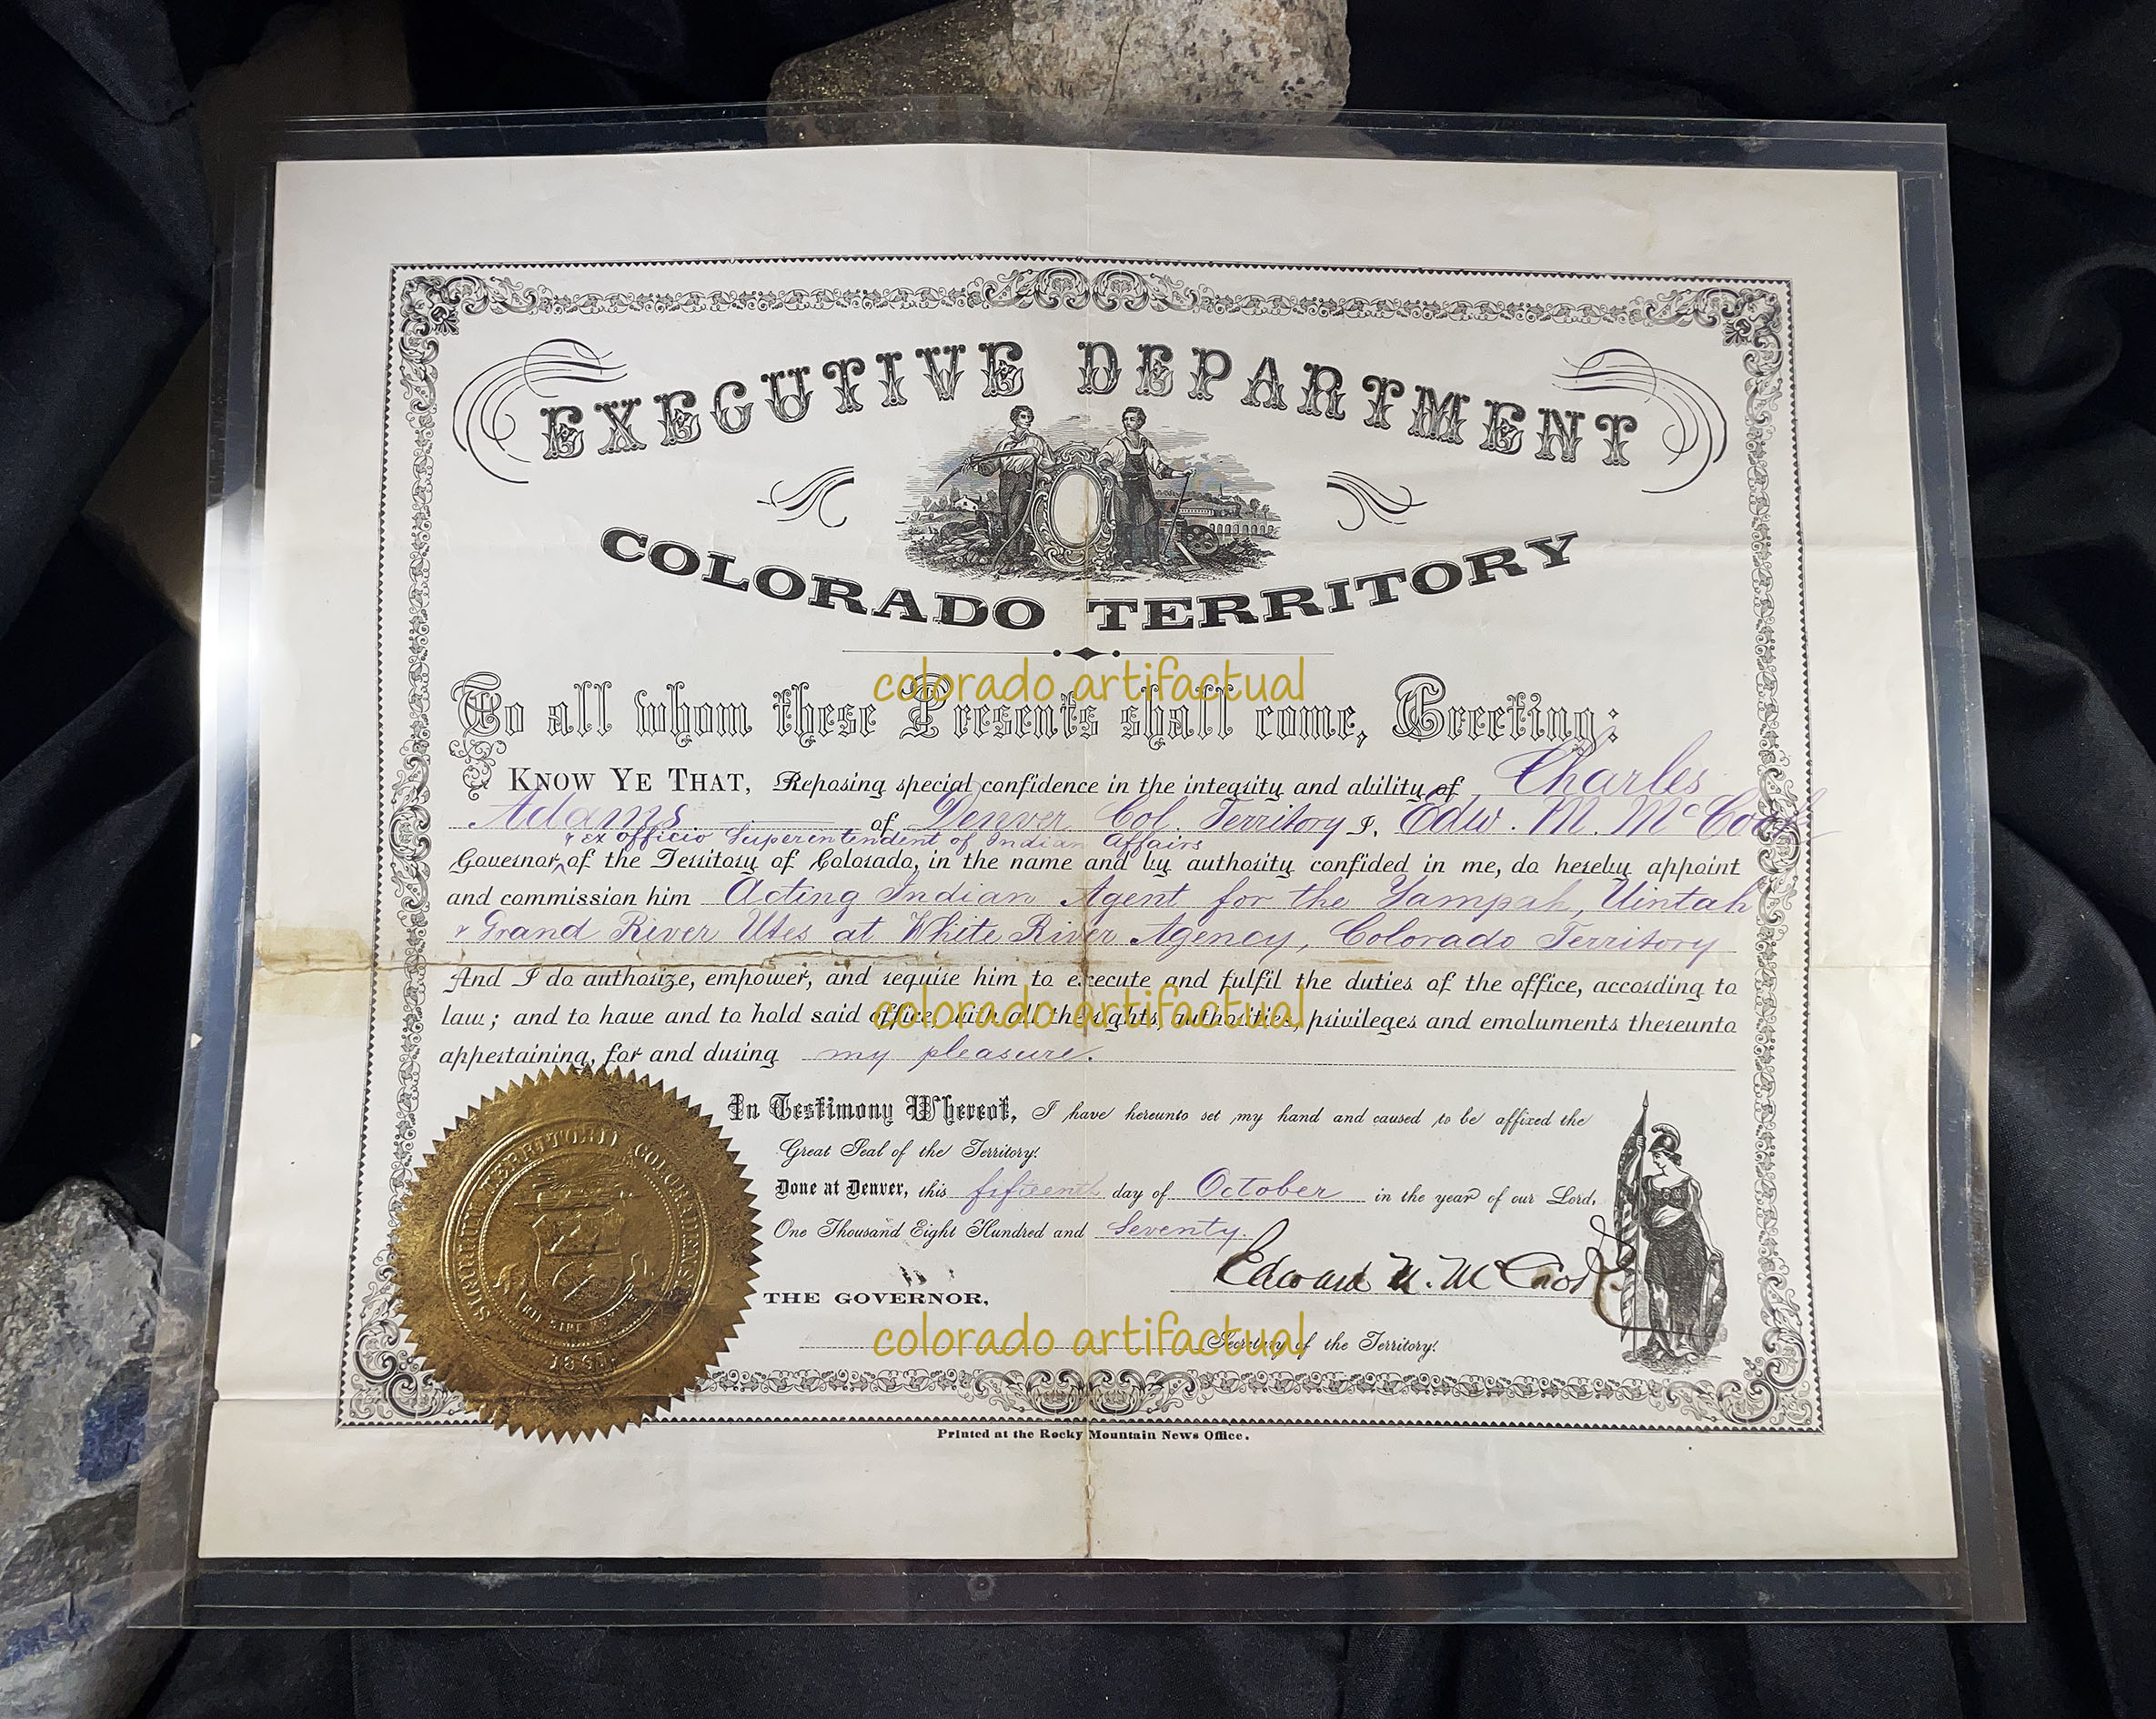 EXECUTIVE DEPARTMENT
COLORADO TERRITORY
colorado artifactual
To all whom these Presents shall come, Greeting:
KNOW YE THAT, Reposing special confidence in the integrity and ability of Charles
Adams of Denver Col. Territory I, Edw. M. McCook
& ex officio Superintendent of Indian Affairs
Governor of the Territory of Colorado, in the name and by authority confided in me, do hereby appoint
and commission him Acting Indian Agent for the Yampah, Uintah
& Grand River Utes at White River Agency, Colorado Territory
And I do authorize, empower, and require him to execute and fulfil the duties of the office, according to
colorado artifactual
law; and to have and to hold said office, with all the rights, authorities, privileges and emoluments thereunto
appertaining, for and during my pleasure.
In Testimony Whereof, I have hereunto set my hand and caused to be affixed the
Great Seal of the Territory.
Done at Denver, this fifteenth day of October in the year of our Lord,
One Thousand Eight Hundred and Seventy.
Edward M. McCook
THE GOVERNOR,
colorado artifactual
Secretary of the Territory.
Printed at the Rocky Mountain News Office.